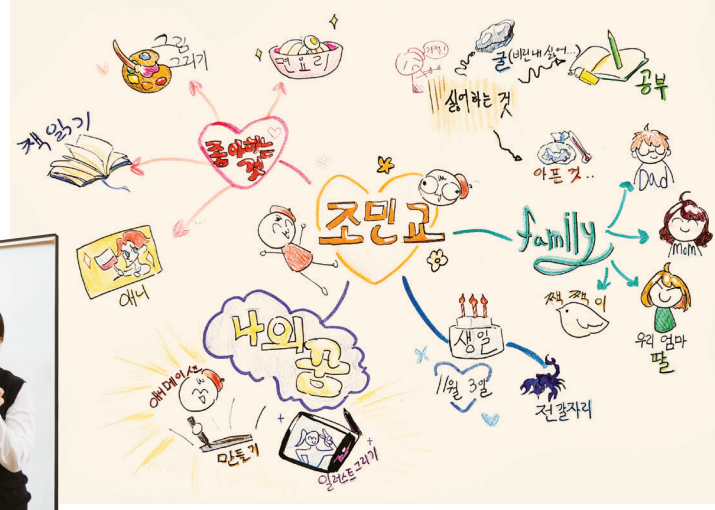 그림
그리기
면요리
책 읽기
좋아하는
것
애니
굴 (비린내 싫어...)
공부
싫어하는 것
아픈 것..
조민교
family
Dad
mom
짹짹이
우리 엄마
딸
나의
꿈
애니메이션
만들기
일러스트 그리기
생일
11월 3일
전갈자리